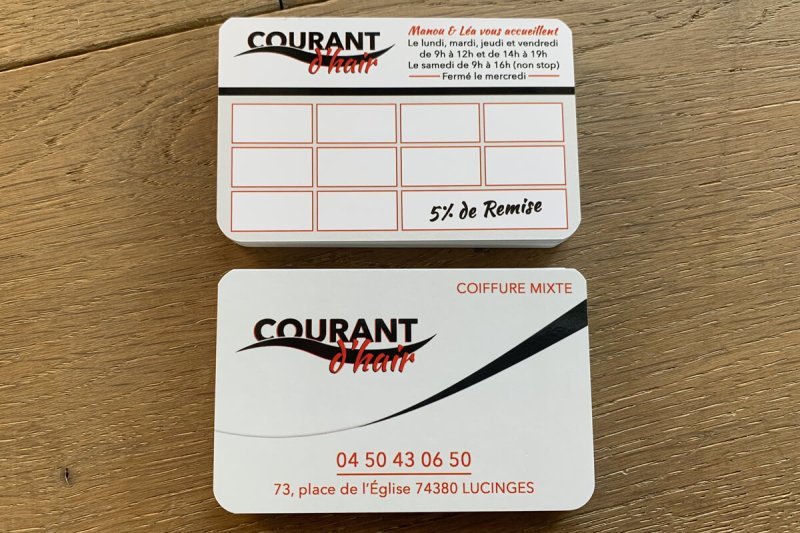 COURANT
d'hair
Manou & Léa vous accueillent
Le lundi, mardi, jeudi et vendredi
de 9h à 12h et de 14h à 19h
Le samedi de 9h à 16h (non stop)
Fermé le mercredi
5% de Remise
COIFFURE MIXTE
COURANT
d'hair
04 50 43 06 50
73, place de l'Église 74380 LUCINGES